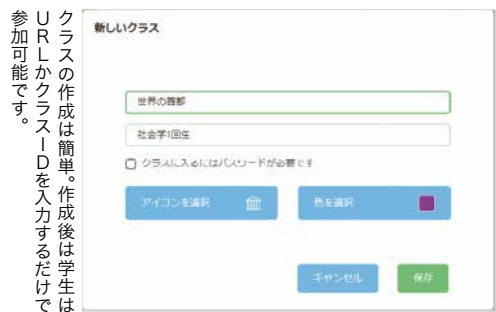 クラスの作成は簡単。作成後は学生は
URLかクラスIDを入力するだけで
参加可能です。
新しいクラス
世界の首都
社会学1回生
クラスに入るにはパスワードが必要です
アイコンを選択
色を選択
キャンセル
保存